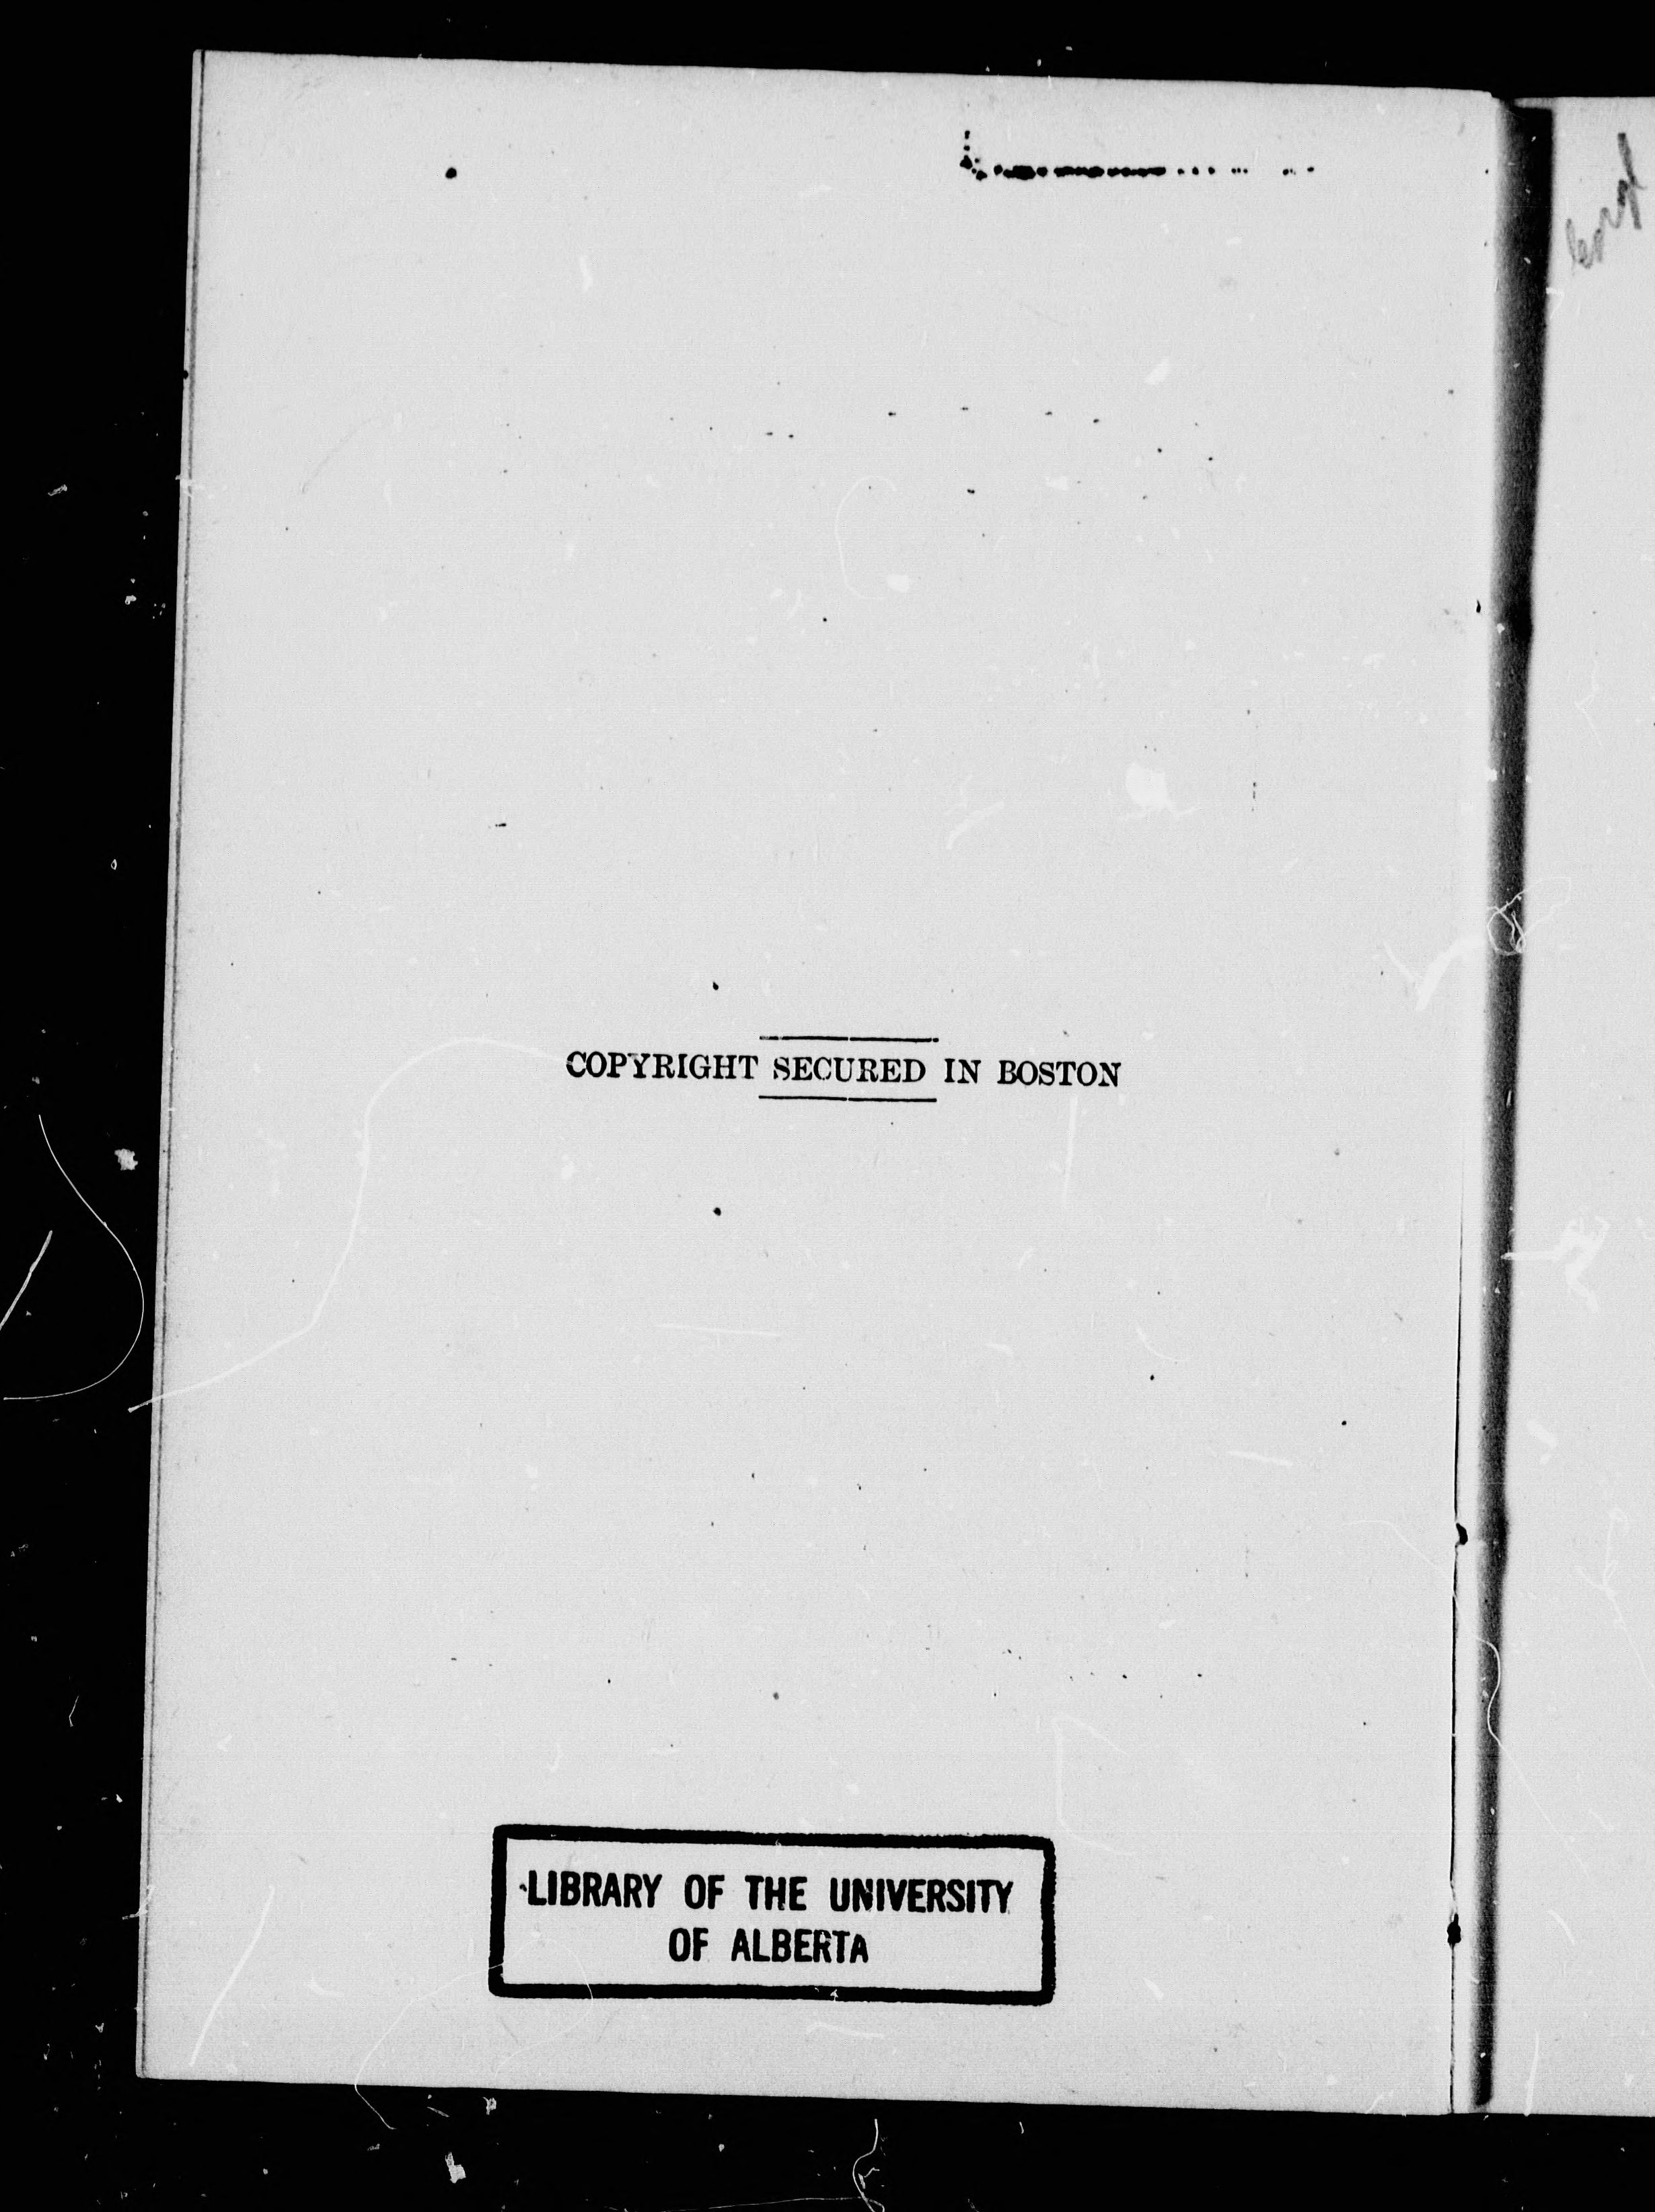 COPYRIGHT SECURED IN BOSTON
LIBRARY OF THE UNIVERSITY
OF ALBERTA